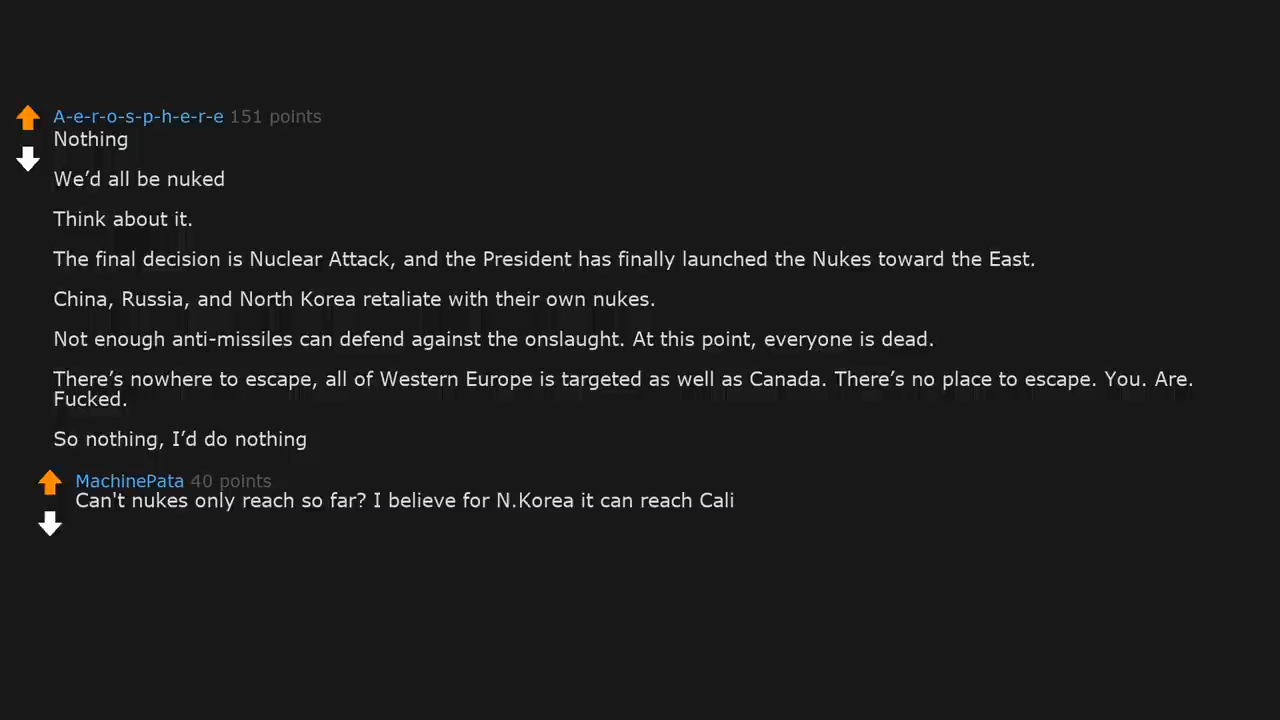 A-e-r-o-s-p-h-e-r-e 151 points
Nothing
We’d all be nuked
Think about it.
The final decision is Nuclear Attack, and the President has finally launched the Nukes toward the East.
China, Russia, and North Korea retaliate with their own nukes.
Not enough anti-missiles can defend against the onslaught. At this point, everyone is dead.
There’s nowhere to escape, all of Western Europe is targeted as well as Canada. There’s no place to escape. You. Are.
Fucked.
So nothing, I’d do nothing
MachinePata 40 points
Can't nukes only reach so far? I believe for N.Korea it can reach Cali